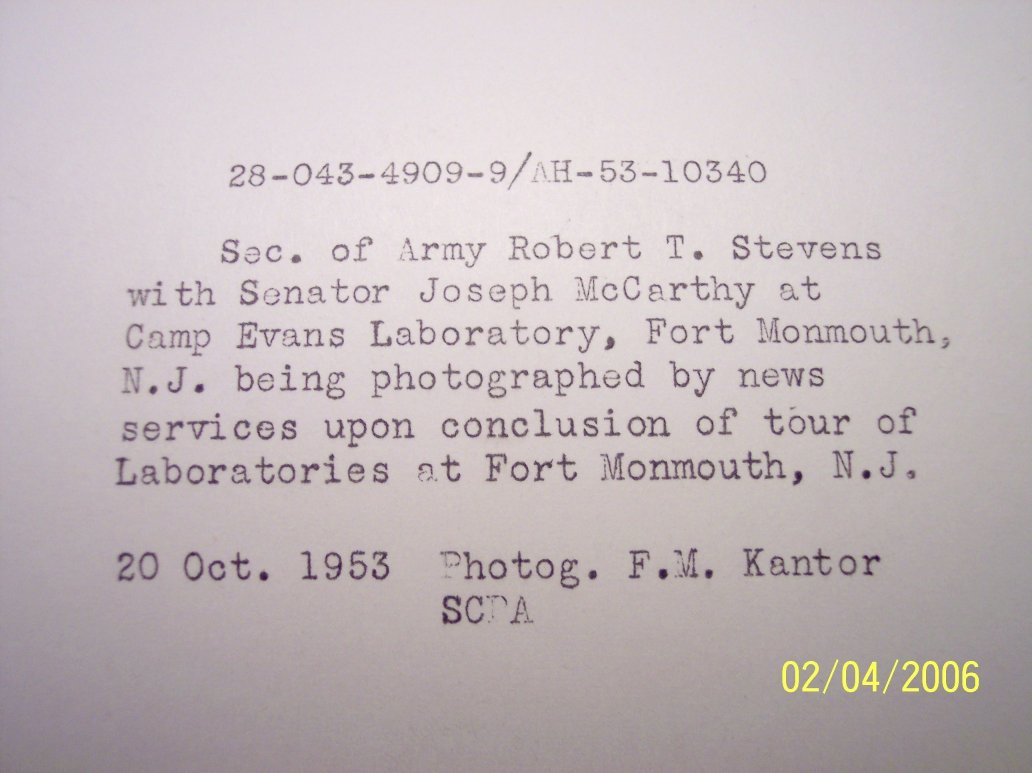 28-043-4909-9/AH-53-10340
Sec. of Army Robert T. Stevens
with Senator Joseph McCarthy at
Camp Evans Laboratory, Fort Monmouth,
N.J. being photographed by news
services upon conclusion of tour of
Laboratories at Fort Monmouth, N.J.
20 Oct. 1953 Photog. F.M. Kantor
SCPA
02/04/2006